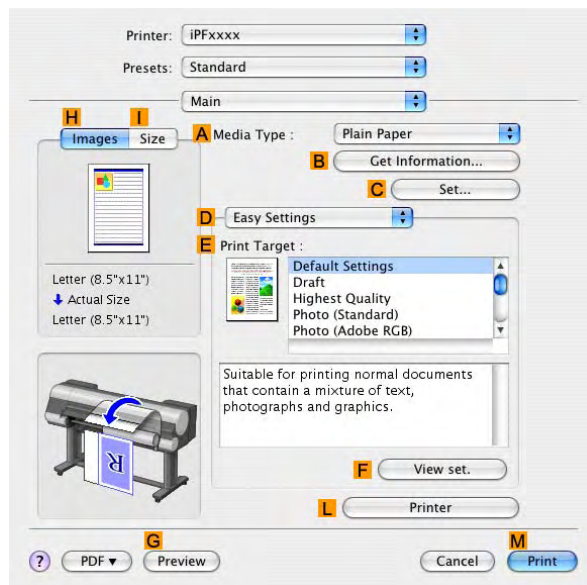 Printer: iPFxxxx
Presets: Standard
Main
H I
Images Size
A Media Type : Plain Paper
B Get Information...
C Set...
D Easy Settings
E Print Target :
Default Settings
Draft
Highest Quality
Photo (Standard)
Photo (Adobe RGB)
Letter (8.5"x11")
Actual Size
Letter (8.5"x11")
Suitable for printing normal documents
that contain a mixture of text,
photographs and graphics.
R
F View set.
L Printer
G M
? PDF Preview Cancel Print